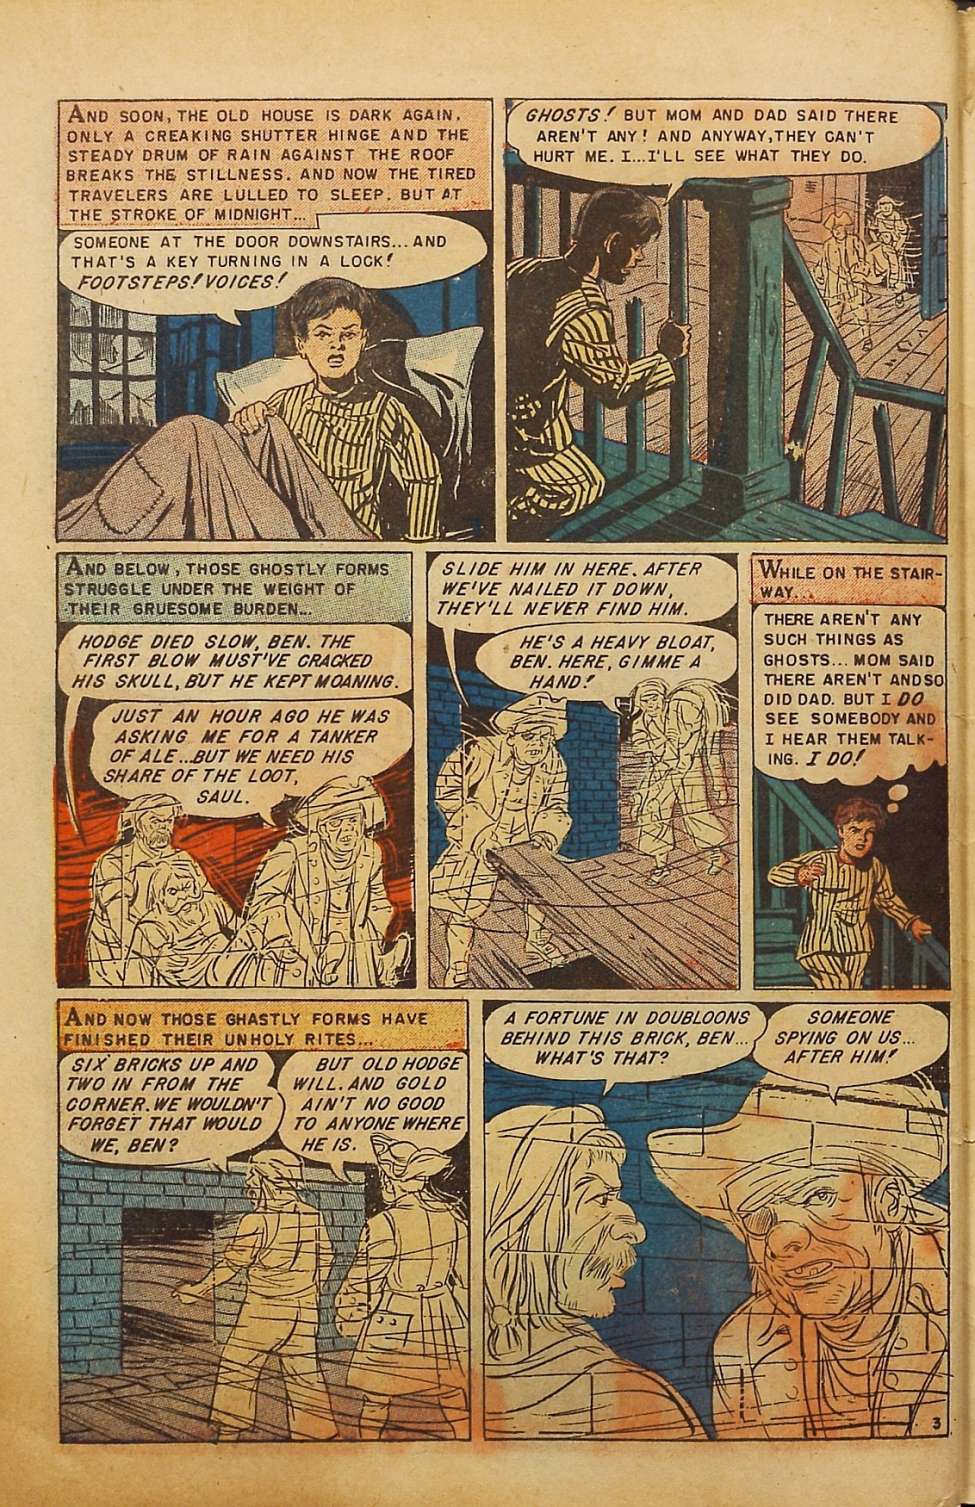 AND SOON, THE OLD HOUSE IS DARK AGAIN.
ONLY A CREAKING SHUTTER HINGE AND THE
STEADY DRUM OF RAIN AGAINST THE ROOF
BREAKS THE STILLNESS. AND NOW THE TIRED
TRAVELERS ARE LULLED TO SLEEP. BUT AT
THE STROKE OF MIDNIGHT...
SOMEONE AT THE DOOR DOWNSTAIRS...AND
THAT'S A KEY TURNING IN A LOCK!
FOOTSTEPS! VOICES!
GHOSTS! BUT MOM AND DAD SAID THERE
AREN'T ANY! AND ANYWAY, THEY CAN'T
HURT ME. I...I'LL SEE WHAT THEY DO.
AND BELOW, THOSE GHOSTLY FORMS
STRUGGLE UNDER THE WEIGHT OF
THEIR GRUESOME BURDEN...
HODGE DIED SLOW, BEN. THE
FIRST BLOW MUST'VE CRACKED
HIS SKULL, BUT HE KEPT MOANING.
JUST AN HOUR AGO HE WAS
ASKING ME FOR A TANKER
OF ALE...BUT WE NEED HIS
SHARE OF THE LOOT,
SAUL.
SLIDE HIM IN HERE. AFTER
WE'VE NAILED IT DOWN,
THEY'LL NEVER FIND HIM.
HE'S A HEAVY BLOAT,
BEN. HERE, GIMME A
HAND!
WHILE ON THE STAIR-
WAY...
THERE AREN'T ANY
SUCH THINGS AS
GHOSTS... MOM SAID
THERE AREN'T AND SO
DID DAD. BUT I DO
SEE SOMEBODY AND
I HEAR THEM TALK-
ING. I DO!
AND NOW THOSE GHASTLY FORMS HAVE
FINISHED THEIR UNHOLY RITES...
SIX BRICKS UP AND
TWO IN FROM THE
CORNER. WE WOULDN'T
FORGET THAT WOULD
WE, BEN?
BUT OLD HODGE
WILL. AND GOLD
AIN'T NO GOOD
TO ANYONE WHERE
HE IS.
A FORTUNE IN DOUBLOONS
BEHIND THIS BRICK, BEN...
WHAT'S THAT?
SOMEONE
SPYING ON US...
AFTER HIM!
3